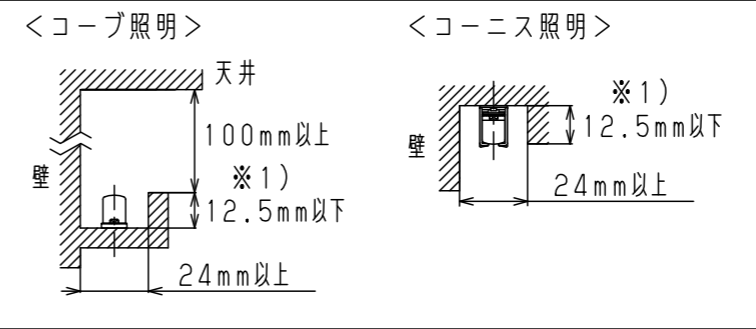 ＜コーブ照明＞
天井
100mm以上
壁
※1)
12.5mm以下
24mm以上
＜コーニス照明＞
※1)
12.5mm以下
壁
24mm以上